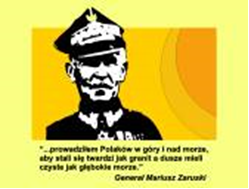 "...prowadziłem Polaków w góry i nad morze,
aby stali się twardzi jak granit a dusze mieli
czyste jak głębokie morze."
Generał Mariusz Zaruski